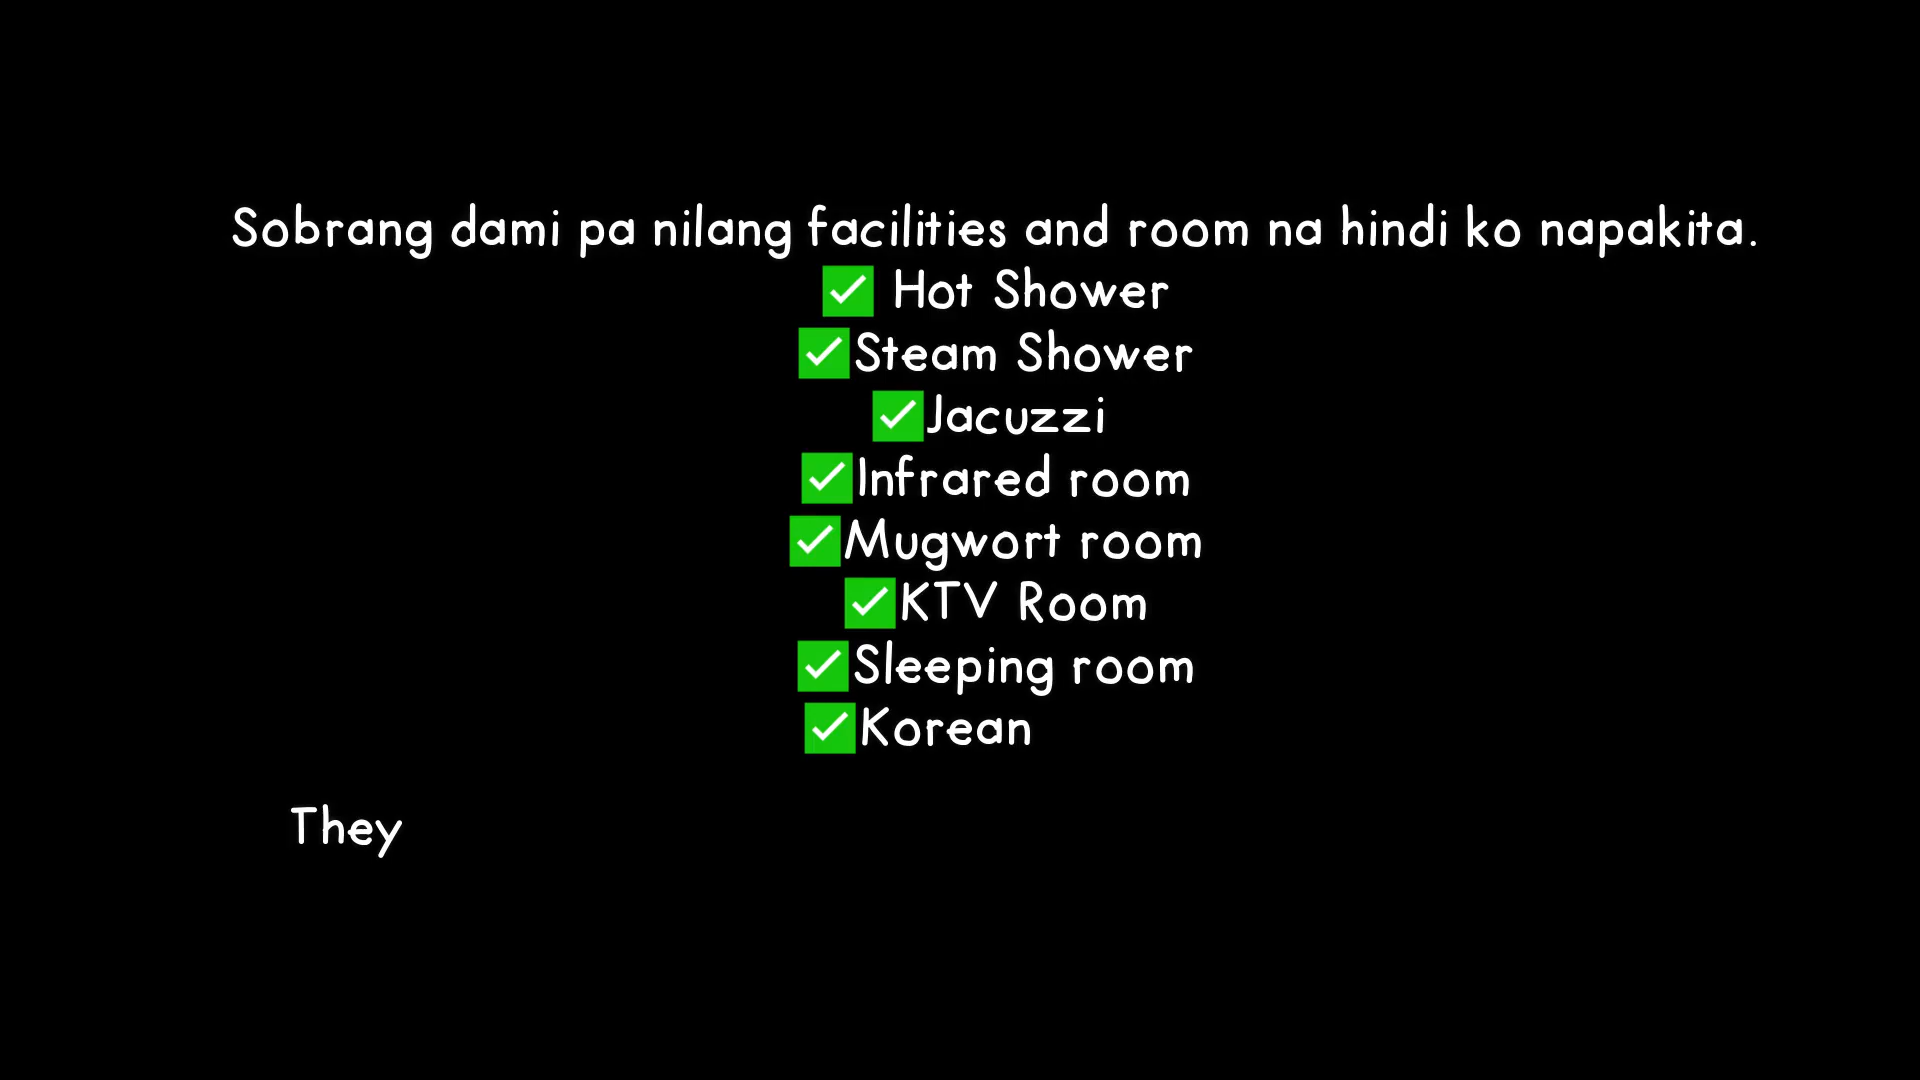 Sobrang dami pa nilang facilities and room na hindi ko napakita.
✅ Hot Shower
✅Steam Shower
✅Jacuzzi
✅Infrared room
✅Mugwort room
✅KTV Room
✅Sleeping room
✅Korean
They